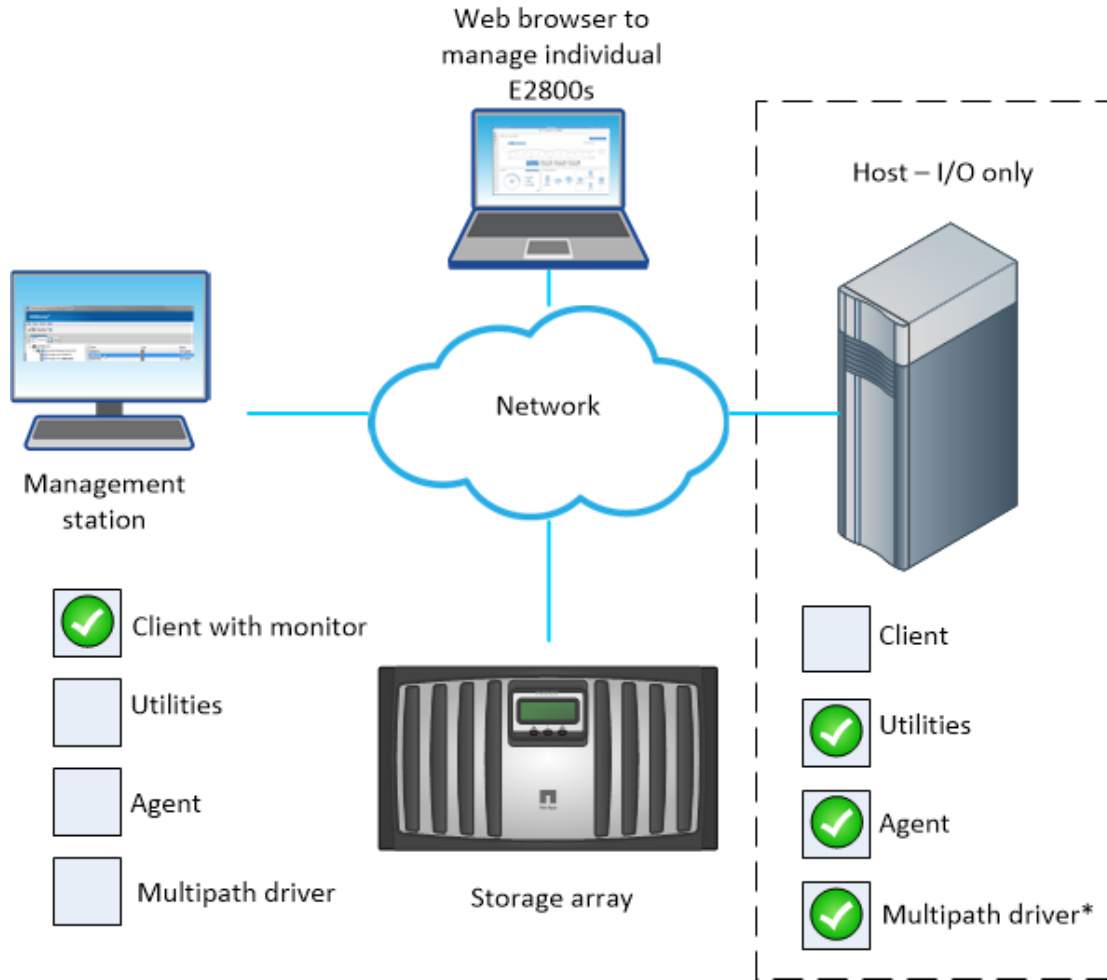 Web browser to
manage individual
E2800s
Host – I/O only
Network
Management
station
Client with monitor
Utilities
Agent
Multipath driver
Storage array
Client
Utilities
Agent
Multipath driver*